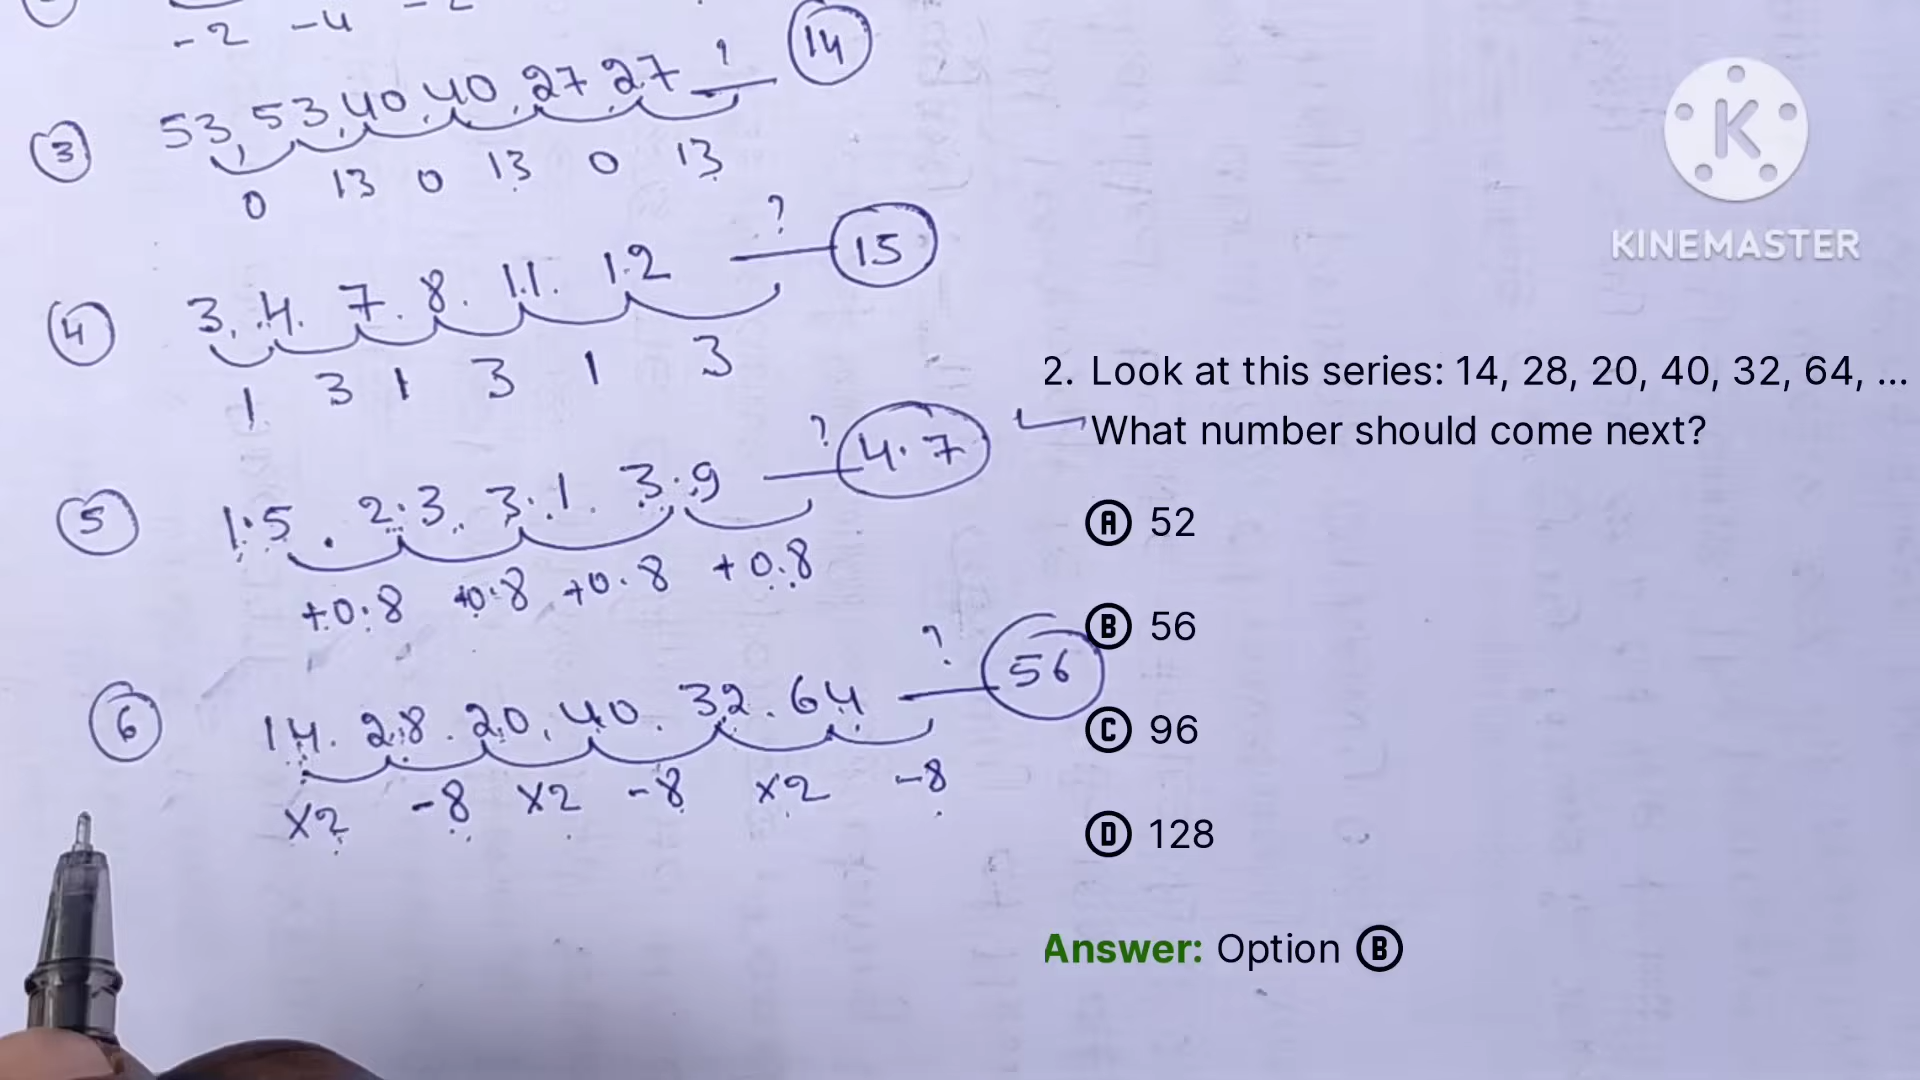 -2 -4 -2
3 53, 53, 40, 40, 27 27 ? 14
0 13 0 13 0 13
4 3, 4. 7. 8. 11. 12 ? 15
1 3 1 3 1 3
5 1.5 . 2.3, 3.1. 3.9 ? 4.7
+0.8 +0.8 +0.8 +0.8
6 14. 28. 20, 40. 32. 64 ? 56
x2 -8 x2 -8 x2 -8
K
KINEMASTER
2. Look at this series: 14, 28, 20, 40, 32, 64, ...
What number should come next?
A 52
B 56
C 96
D 128
Answer: Option B